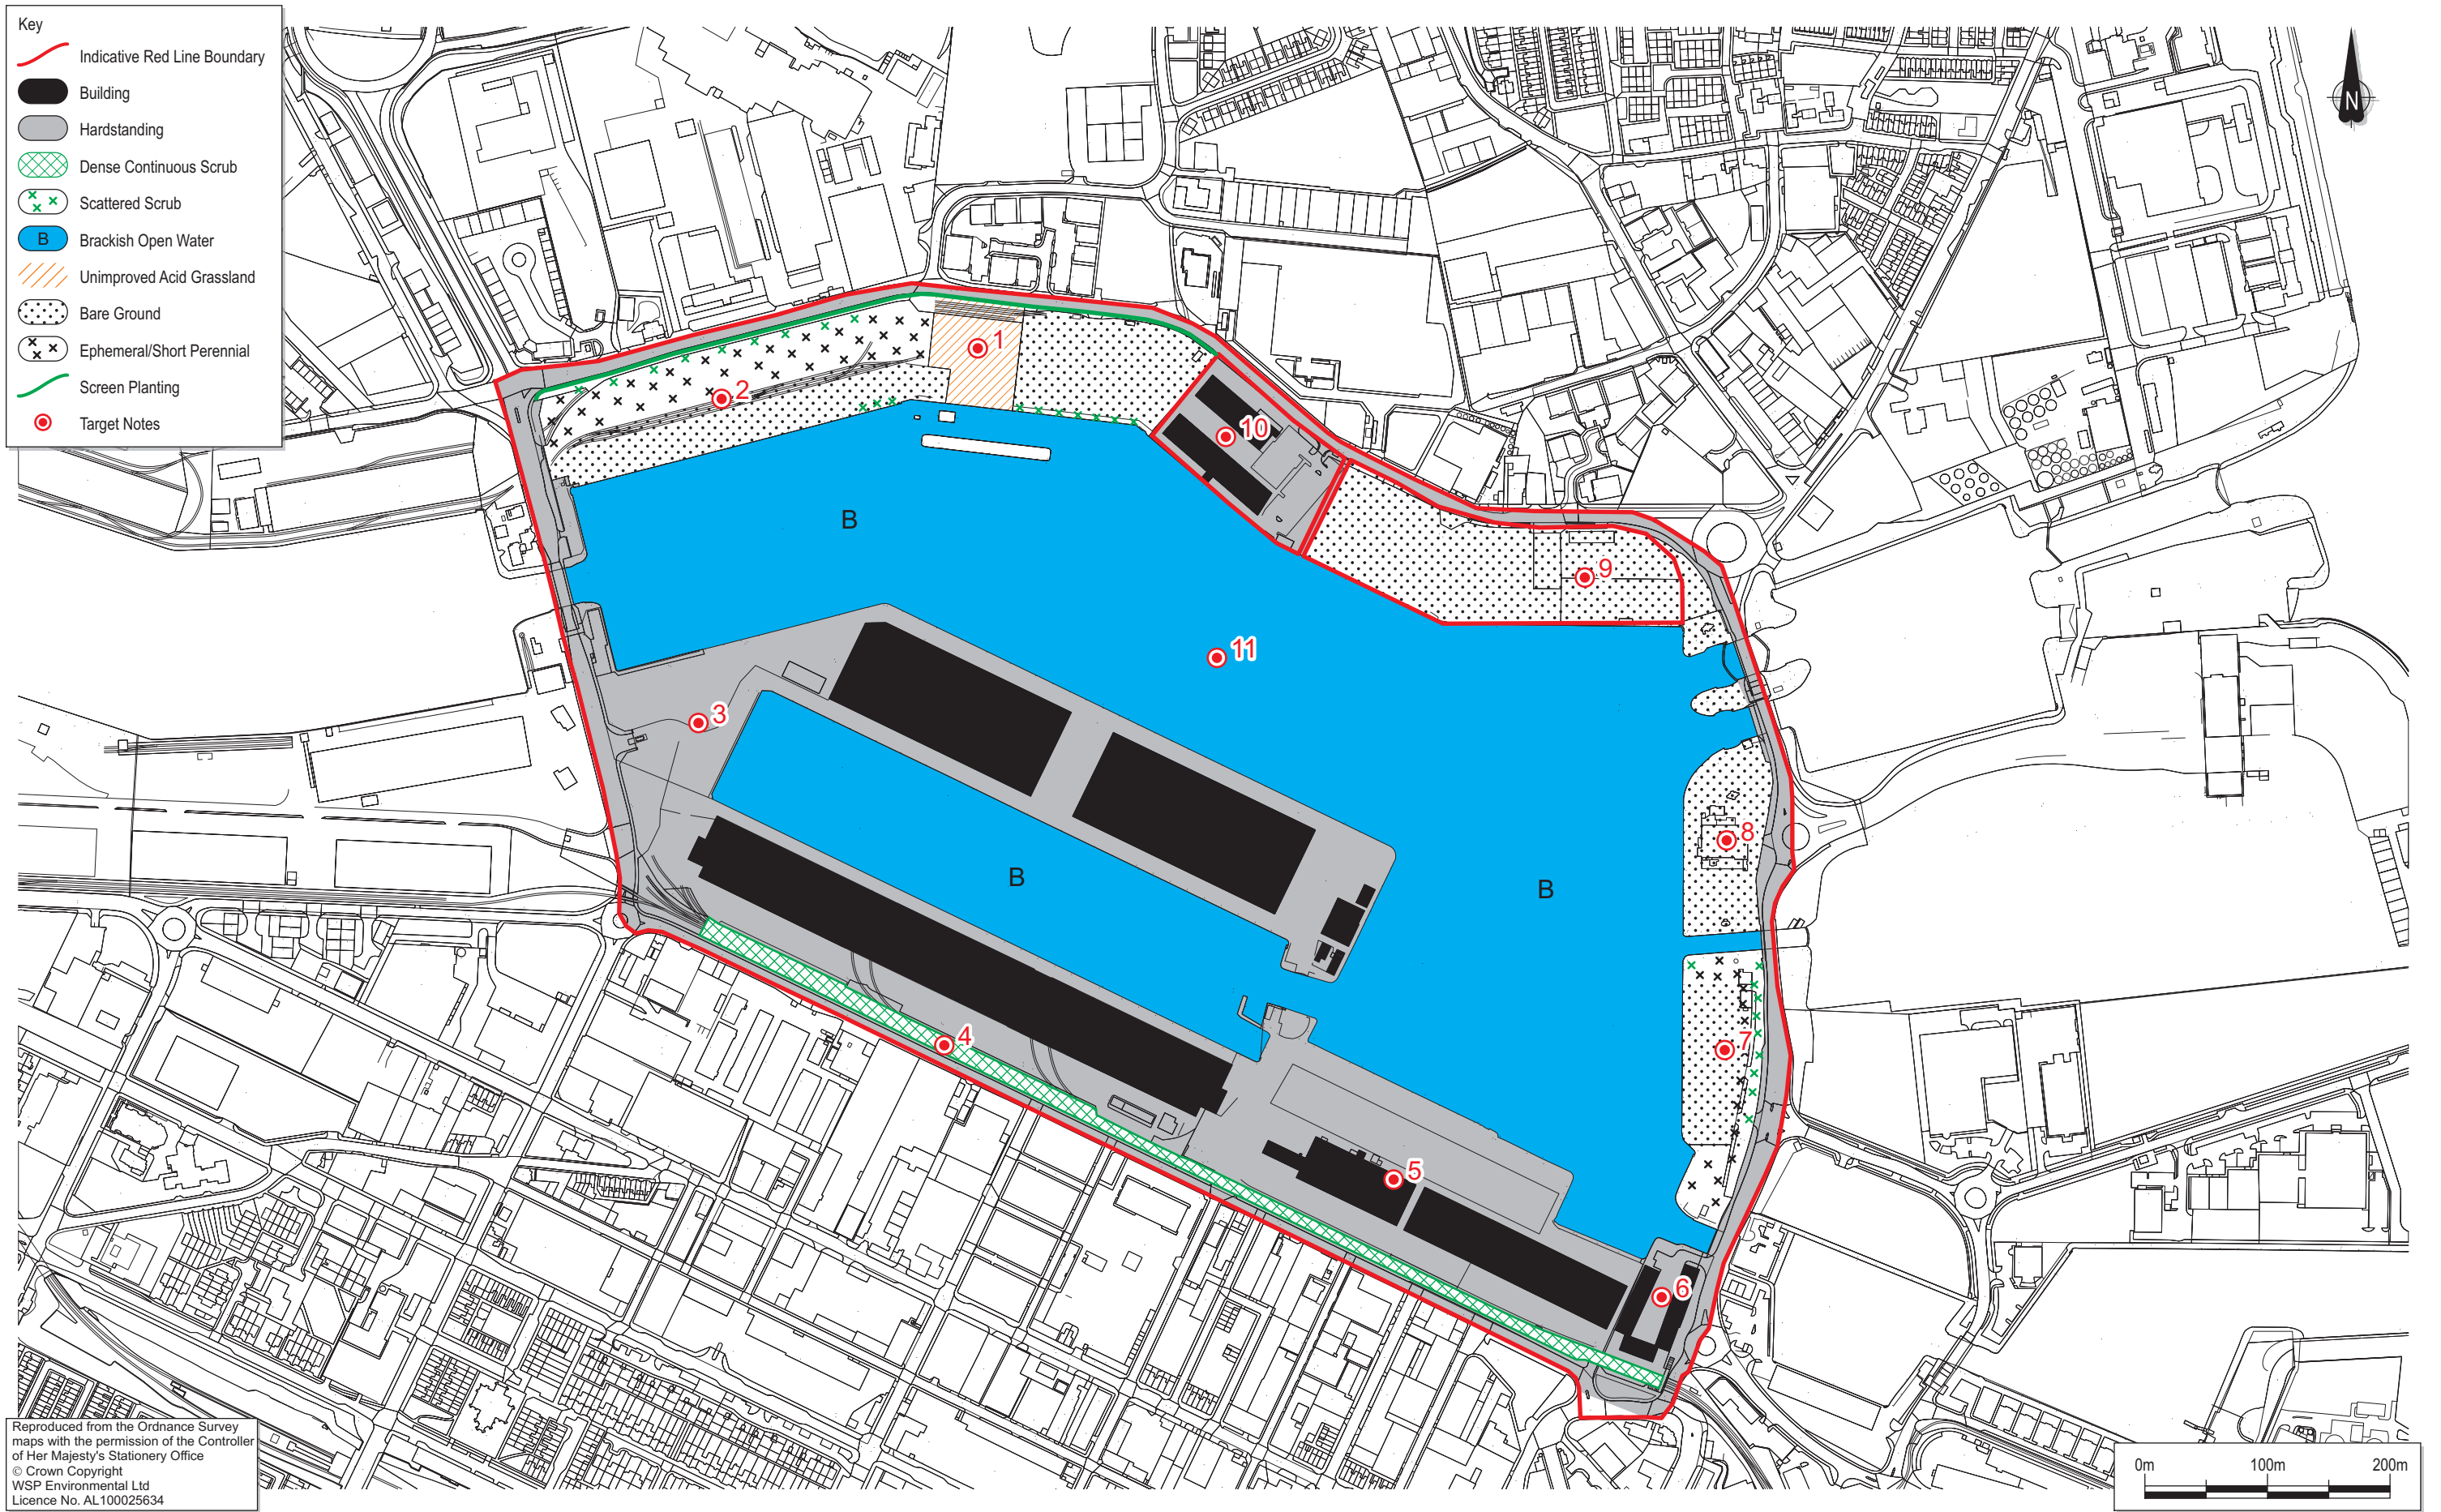 Key
Indicative Red Line Boundary
Building
Hardstanding
Dense Continuous Scrub
Scattered Scrub
B
Brackish Open Water
Unimproved Acid Grassland
Bare Ground
Ephemeral/Short Perennial
Screen Planting
Target Notes
N
1
2
10
B
9
11
3
8
B
B
4
7
5
6
Reproduced from the Ordnance Survey
maps with the permission of the Controller
of Her Majesty's Stationery Office
© Crown Copyright
WSP Environmental Ltd
Licence No. AL100025634
0m 100m 200m